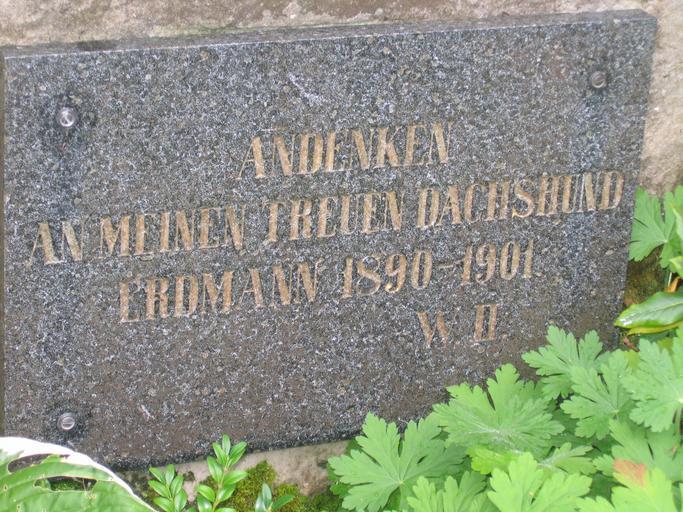 ANDENKEN
AN MEINEN TREUEN DACHSHUND
ERDMANN 1890-1901.
W. II